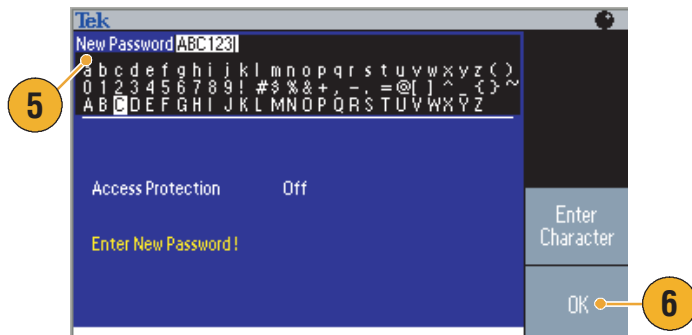 Tek
New Password ABC123
a b c d e f g h i j k l m n o p q r s t u v w x y z ( )
0 1 2 3 4 5 6 7 8 9 ! # $ % & + , - . = @ [ ] ^ _ { } ~
A B C D E F G H I J K L M N O P Q R S T U V W X Y Z
5
Access Protection Off
Enter New Password !
Enter
Character
OK
6